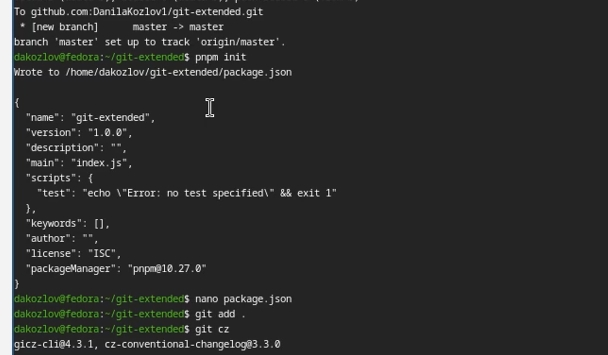 To github.com:DanilaKozlov1/git-extended.git
 * [new branch]      master -> master
branch 'master' set up to track 'origin/master'.
dakozlov@fedora:~/git-extended$ pnpm init
Wrote to /home/dakozlov/git-extended/package.json
{
  "name": "git-extended",
  "version": "1.0.0",
  "description": "",
  "main": "index.js",
  "scripts": {
    "test": "echo \"Error: no test specified\" && exit 1"
  },
  "keywords": [],
  "author": "",
  "license": "ISC",
  "packageManager": "pnpm@10.27.0"
}
dakozlov@fedora:~/git-extended$ nano package.json
dakozlov@fedora:~/git-extended$ git add .
dakozlov@fedora:~/git-extended$ git cz
gicz-cli@4.3.1, cz-conventional-changelog@3.3.0